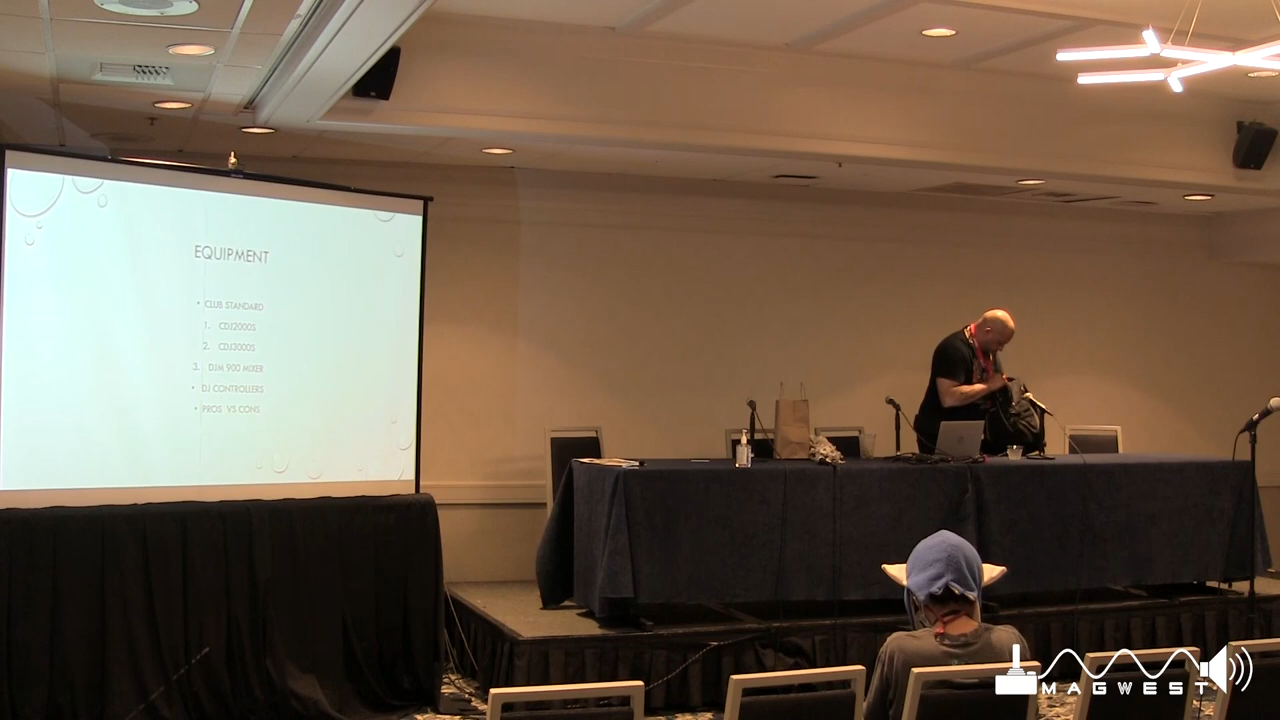 EQUIPMENT
• CLUB STANDARD
1. CDJ2000S
2. CDJ3000S
3. DJM 900 MIXER
• DJ CONTROLLERS
• PROS VS CONS
MAGWEST